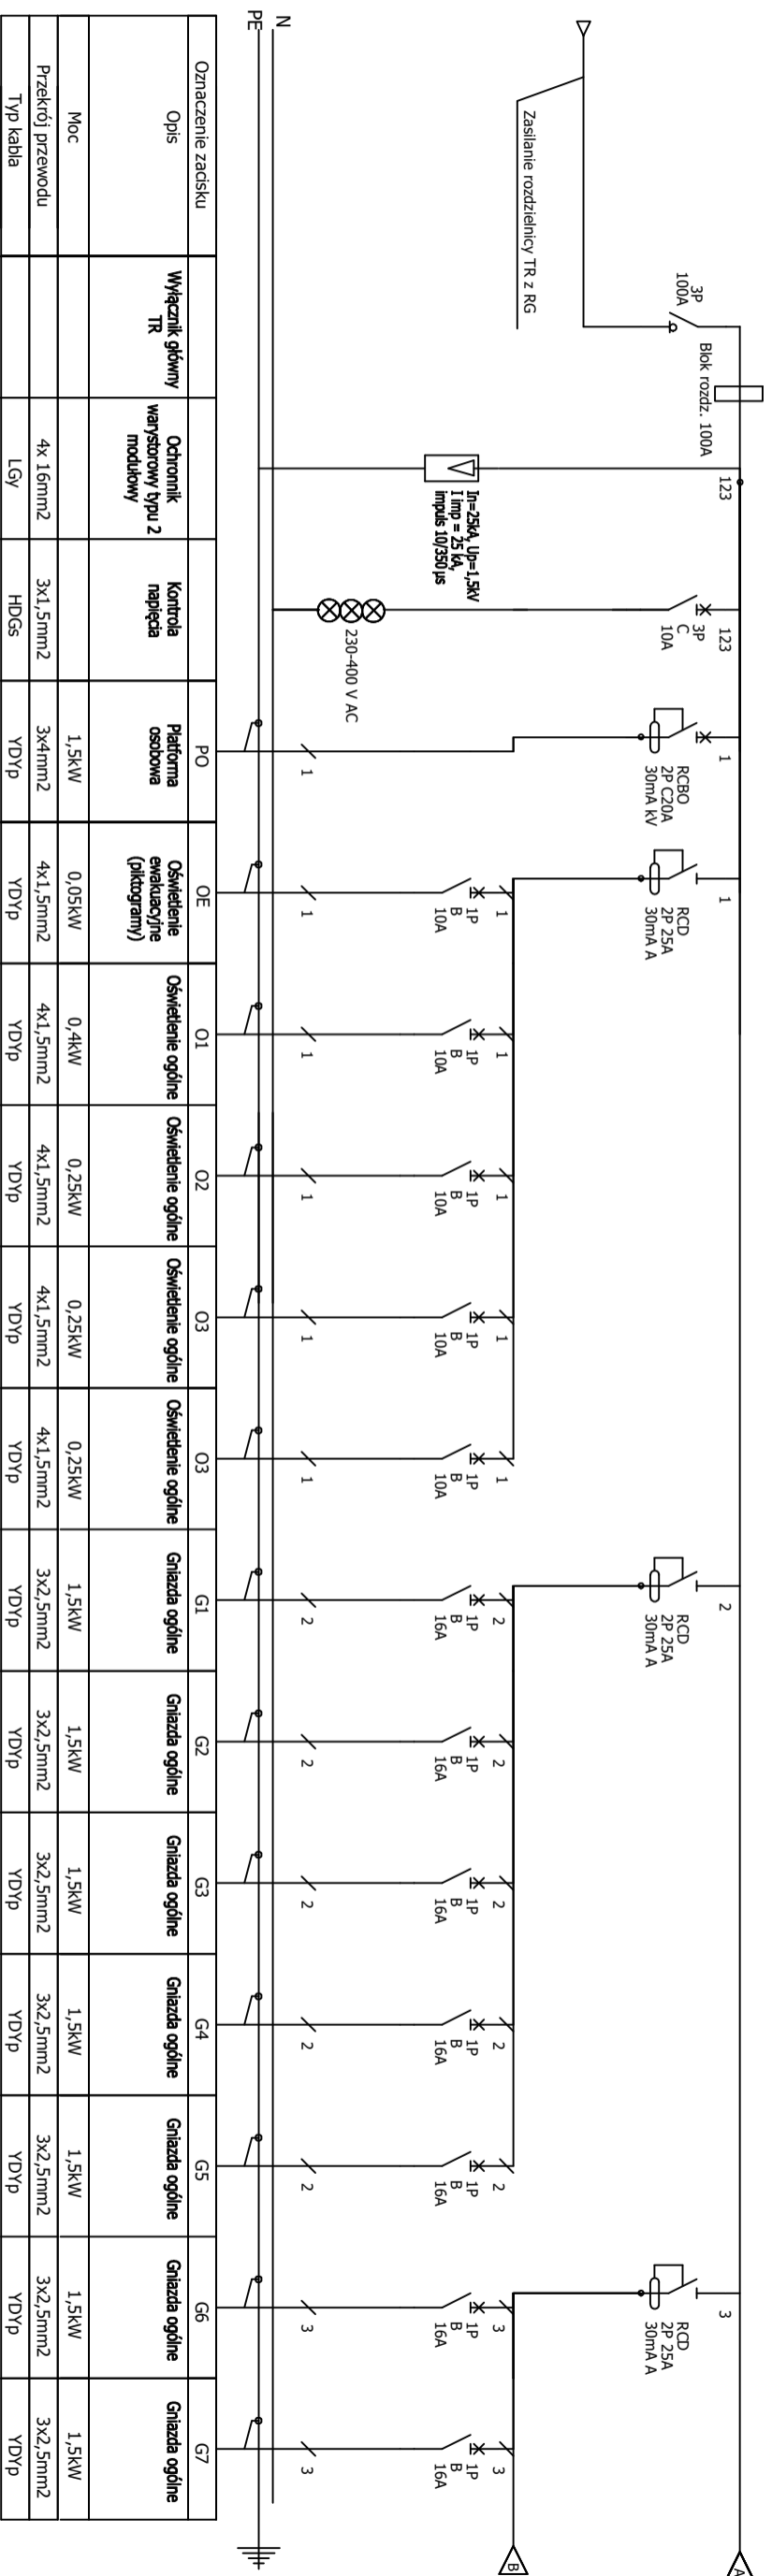 Zasilanie rozdzielnicy TR z RG
3P
100A
Blok rozdz. 100A
123
In=25kA, Up=1,5kV
I imp = 25 kA,
impuls 10/350 µs
123
3P
C
10A
230-400 V AC
1
RCBO
2P C20A
30mA kV
1
1
RCD
2P 25A
30mA A
1
1P
B
10A
1
1
1P
B
10A
1
1
1P
B
10A
1
1
1P
B
10A
1
1
1P
B
10A
1
2
RCD
2P 25A
30mA A
2
1P
B
16A
2
2
1P
B
16A
2
2
1P
B
16A
2
2
1P
B
16A
2
2
1P
B
16A
2
3
RCD
2P 25A
30mA A
3
1P
B
16A
3
3
1P
B
16A
3
A
B
N
PE
Oznaczenie zacisku PO OE O1 O2 O3 O3 G1 G2 G3 G4 G5 G6 G7
Opis
Wyłącznik główny
TR
Ochronnik
warystorowy typu 2
modułowy
Kontrola
napięcia
Platforma
osobowa
Oświetlenie
ewakuacyjne
(piktogramy)
Oświetlenie ogólne
Oświetlenie ogólne
Oświetlenie ogólne
Oświetlenie ogólne
Gniazda ogólne
Gniazda ogólne
Gniazda ogólne
Gniazda ogólne
Gniazda ogólne
Gniazda ogólne
Gniazda ogólne
Moc 1,5kW 0,05kW 0,4kW 0,25kW 0,25kW 0,25kW 1,5kW 1,5kW 1,5kW 1,5kW 1,5kW 1,5kW 1,5kW
Przekrój przewodu 4x 16mm2 3x1,5mm2 3x4mm2 4x1,5mm2 4x1,5mm2 4x1,5mm2 4x1,5mm2 4x1,5mm2 3x2,5mm2 3x2,5mm2 3x2,5mm2 3x2,5mm2 3x2,5mm2 3x2,5mm2 3x2,5mm2
Typ kabla LGy HDGs YDYp YDYp YDYp YDYp YDYp YDYp YDYp YDYp YDYp YDYp YDYp YDYp YDYp